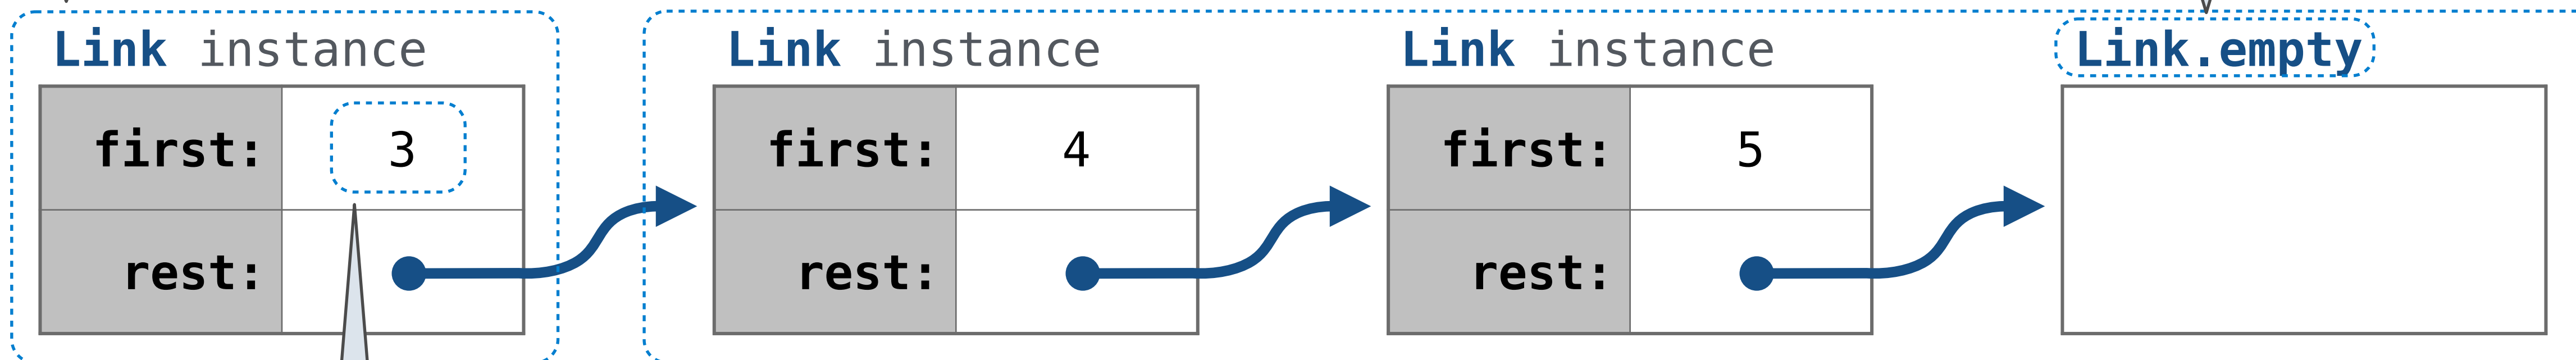 Link instance
first: 3
rest:
Link instance
first: 4
rest:
Link instance
first: 5
rest:
Link.empty